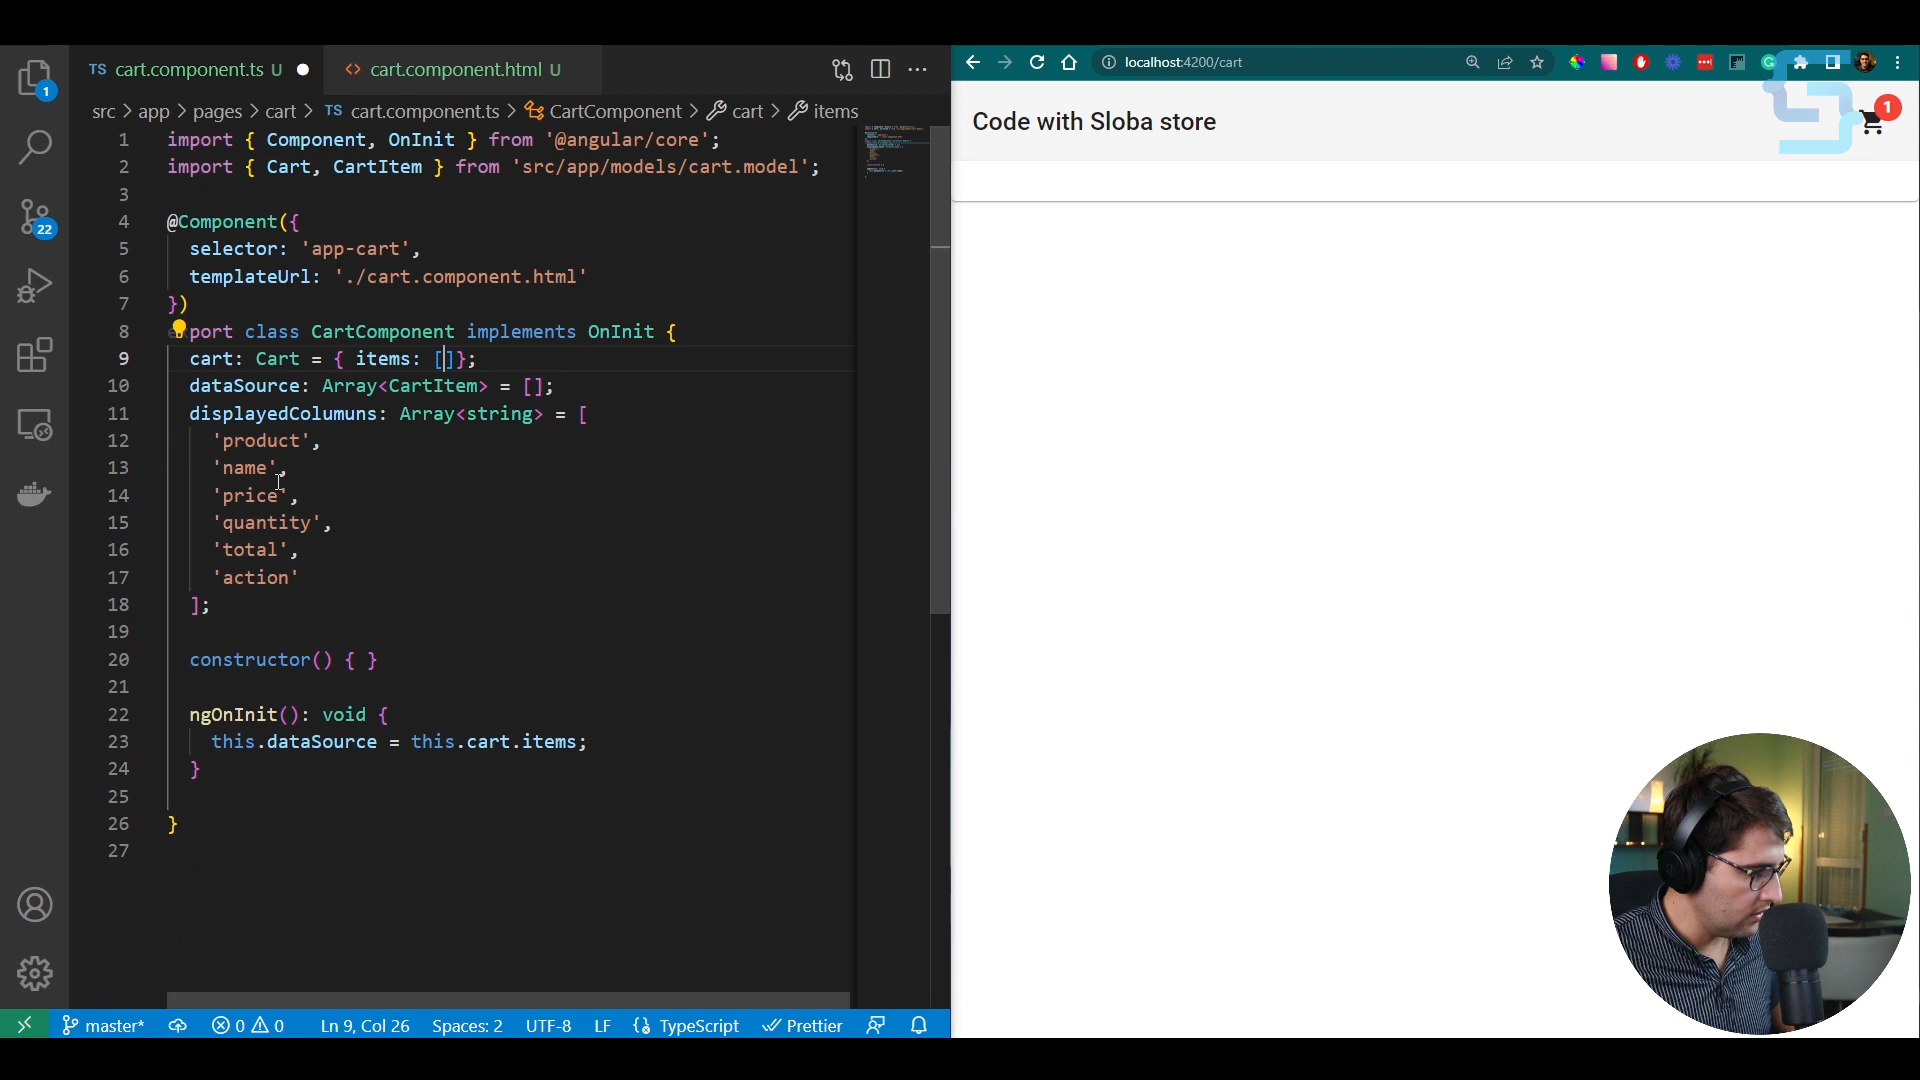 TS cart.component.ts U
<> cart.component.html U
src > app > pages > cart > TS cart.component.ts > CartComponent > cart > items
1 import { Component, OnInit } from '@angular/core';
2 import { Cart, CartItem } from 'src/app/models/cart.model';
3
4 @Component({
5 selector: 'app-cart',
6 templateUrl: './cart.component.html'
7 })
8 export class CartComponent implements OnInit {
9 cart: Cart = { items: []};
10 dataSource: Array<CartItem> = [];
11 displayedColumuns: Array<string> = [
12 'product',
13 'name',
14 'price',
15 'quantity',
16 'total',
17 'action'
18 ];
19
20 constructor() { }
21
22 ngOnInit(): void {
23 this.dataSource = this.cart.items;
24 }
25
26 }
27
1
22
master*
0 0
Ln 9, Col 26
Spaces: 2
UTF-8
LF
{} TypeScript
Prettier
localhost:4200/cart
Code with Sloba store
1